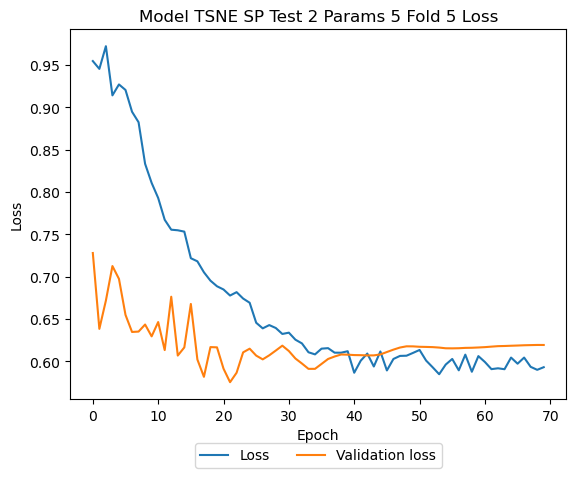 Model TSNE SP Test 2 Params 5 Fold 5 Loss
Loss
0.95
0.90
0.85
0.80
0.75
0.70
0.65
0.60
0 10 20 30 40 50 60 70
Epoch
Loss Validation loss